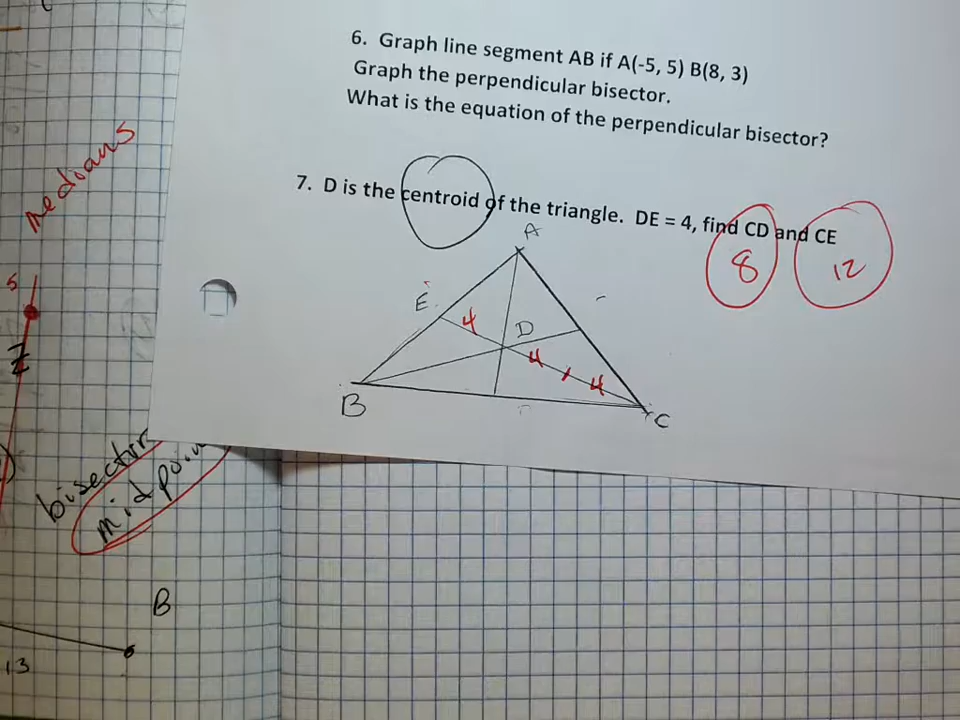 6. Graph line segment AB if A(-5, 5) B(8, 3)
Graph the perpendicular bisector.
What is the equation of the perpendicular bisector?
medians
7. D is the centroid of the triangle. DE = 4, find CD and CE
8 12
A
5
E 4 D
4 4
B C
bisector
midpoin
B
13